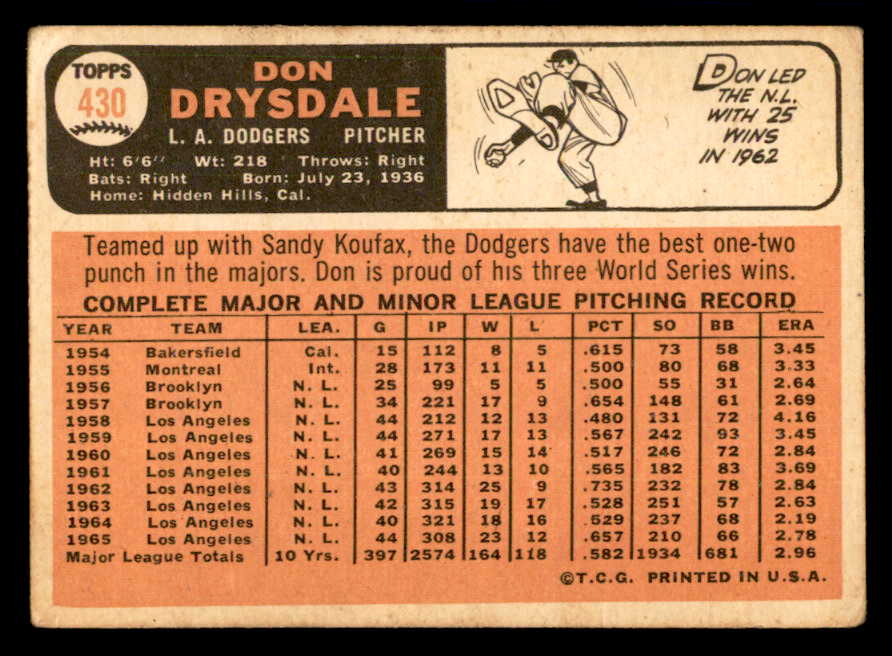 TOPPS
430
DON
DRYSDALE
L. A. DODGERS PITCHER
Ht: 6'6" Wt: 218 Throws: Right
Bats: Right Born: July 23, 1936
Home: Hidden Hills, Cal.
DON LED
THE N.L.
WITH 25
WINS
IN 1962
Teamed up with Sandy Koufax, the Dodgers have the best one-two
punch in the majors. Don is proud of his three World Series wins.
COMPLETE MAJOR AND MINOR LEAGUE PITCHING RECORD
YEAR TEAM LEA. G IP W L PCT SO BB ERA
1954 Bakersfield Cal. 15 112 8 5 .615 73 58 3.45
1955 Montreal Int. 28 173 11 11 .500 80 68 3.33
1956 Brooklyn N. L. 25 99 5 5 .500 55 31 2.64
1957 Brooklyn N. L. 34 221 17 9 .654 148 61 2.69
1958 Los Angeles N. L. 44 212 12 13 .480 131 72 4.16
1959 Los Angeles N. L. 44 271 17 13 .567 242 93 3.45
1960 Los Angeles N. L. 41 269 15 14 .517 246 72 2.84
1961 Los Angeles N. L. 40 244 13 10 .565 182 83 3.69
1962 Los Angeles N. L. 43 314 25 9 .735 232 78 2.84
1963 Los Angeles N. L. 42 315 19 17 .528 251 57 2.63
1964 Los Angeles N. L. 40 321 18 16 .529 237 68 2.19
1965 Los Angeles N. L. 44 308 23 12 .657 210 66 2.78
Major League Totals 10 Yrs. 397 2574 164 118 .582 1934 681 2.96
©T.C.G. PRINTED IN U.S.A.